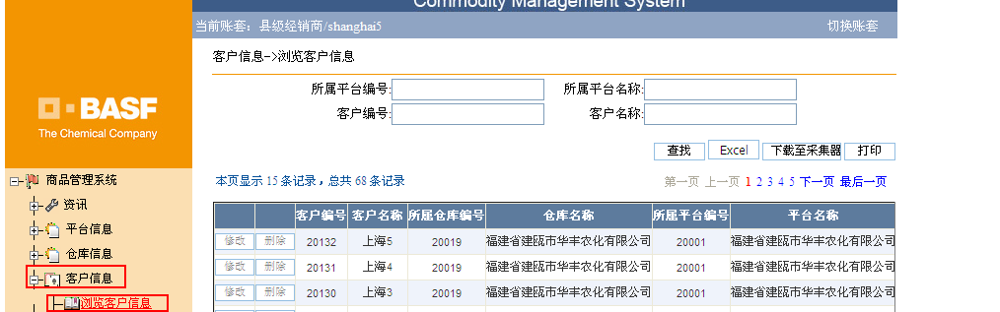 Commodity Management System
当前账套：县级经销商/shanghai5 切换账套
客户信息->浏览客户信息
所属平台编号: 所属平台名称:
客户编号: 客户名称:
BASF
The Chemical Company
查找 Excel 下载至采集器 打印
本页显示 15 条记录，总共 68 条记录 第一页 上一页 1 2 3 4 5 下一页 最后一页
商品管理系统
资讯
平台信息
仓库信息
客户信息
浏览客户信息
客户编号 客户名称 所属仓库编号 仓库名称 所属平台编号 平台名称
修改 删除 20132 上海5 20019 福建省建瓯市华丰农化有限公司 20001 福建省建瓯市华丰农化有限公司
修改 删除 20131 上海4 20019 福建省建瓯市华丰农化有限公司 20001 福建省建瓯市华丰农化有限公司
修改 删除 20130 上海3 20019 福建省建瓯市华丰农化有限公司 20001 福建省建瓯市华丰农化有限公司